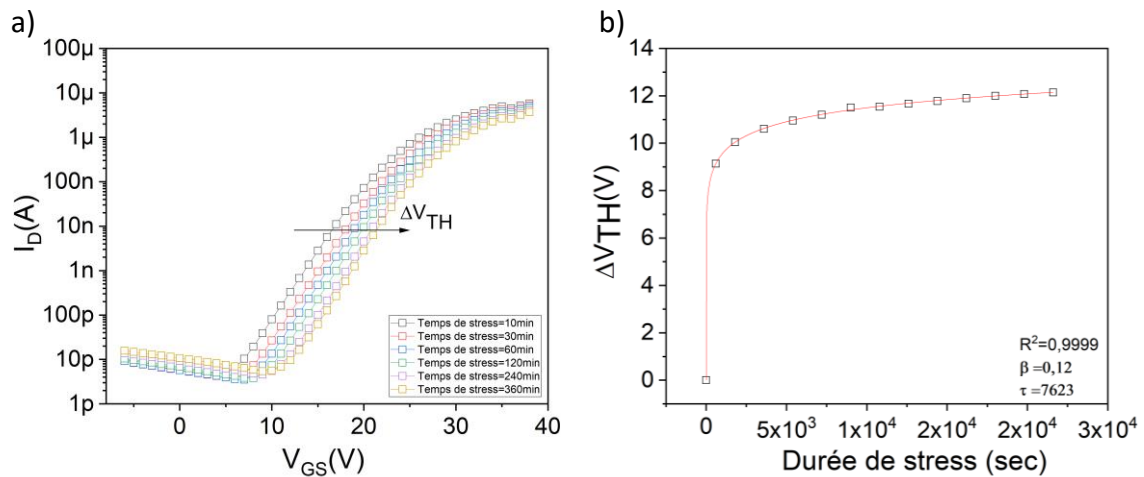 a)
100µ
10µ
1µ
100n
10n
1n
100p
10p
1p
I_D(A)
ΔV_TH
Temps de stress=10min
Temps de stress=30min
Temps de stress=60min
Temps de stress=120min
Temps de stress=240min
Temps de stress=360min
0
10
20
30
40
V_GS(V)
b)
14
12
10
8
6
4
2
0
ΔVTH(V)
R²=0,9999
β =0,12
τ =7623
0
5x10³
1x10⁴
2x10⁴
2x10⁴
3x10⁴
Durée de stress (sec)